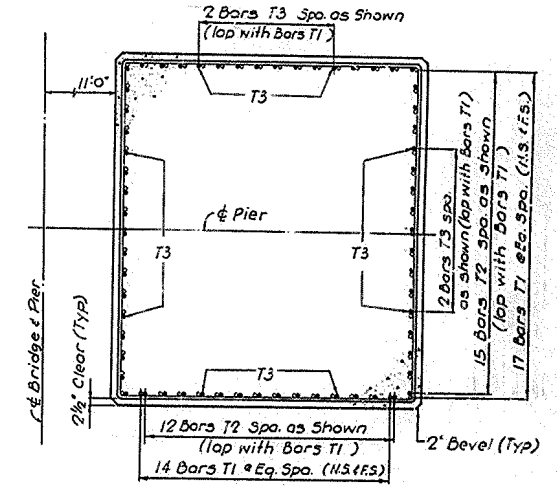 2 Bars T3 Spa. as Shown
(lap with Bars T1)
11'-0"
T3
T3
T3
T3
℄ Pier
℄ Bridge & Pier
2½" Clear (Typ)
2 Bars T3 Spa.
as shown (lap with Bars T1)
15 Bars T2 Spa. as shown
(lap with Bars T1)
17 Bars T1 @ Eq. Spa. (N.S. & F.S.)
12 Bars T2 Spa. as Shown
(lap with Bars T1)
14 Bars T1 @ Eq. Spa. (N.S. & F.S.)
2" Bevel (Typ)